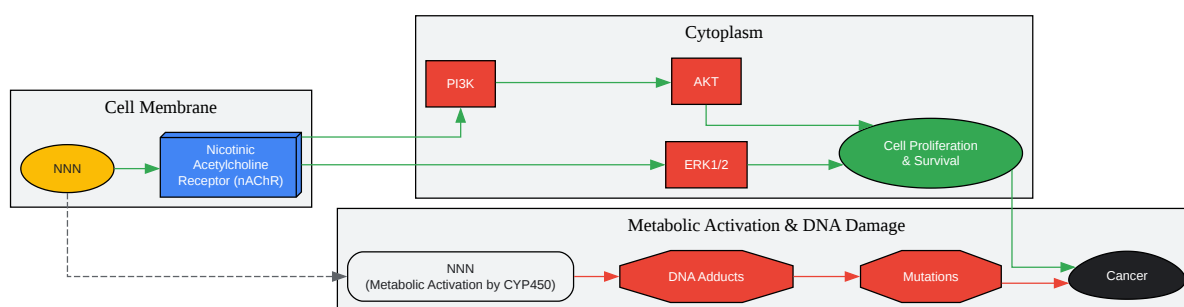 Cytoplasm
PI3K
AKT
Cell Membrane
NNN
Nicotinic
Acetylcholine
Receptor (nAChR)
ERK1/2
Cell Proliferation
& Survival
Metabolic Activation & DNA Damage
NNN
(Metabolic Activation by CYP450)
DNA Adducts
Mutations
Cancer